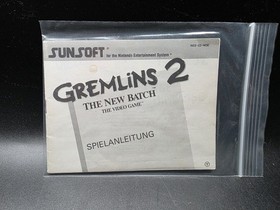 SUNSOFT for the Nintendo Entertainment System
GREMLINS 2
THE NEW BATCH
THE VIDEO GAME
SPIELANLEITUNG